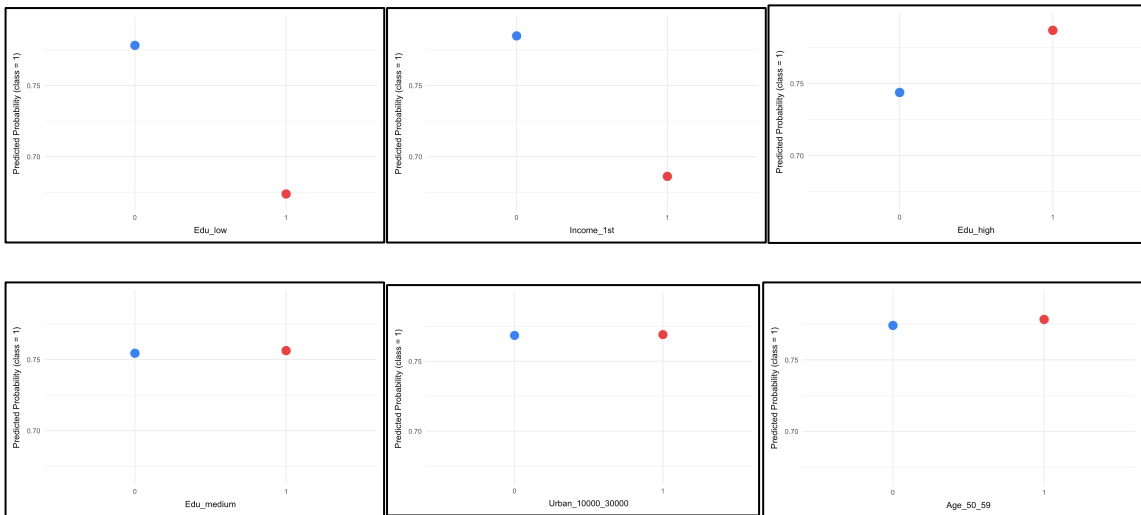 Predicted Probability (class = 1)
0.75
0.70
0
1
Edu_low
Predicted Probability (class = 1)
0.75
0.70
0
1
Income_1st
Predicted Probability (class = 1)
0.75
0.70
0
1
Edu_high
Predicted Probability (class = 1)
0.75
0.70
0
1
Edu_medium
Predicted Probability (class = 1)
0.75
0.70
0
1
Urban_10000_30000
Predicted Probability (class = 1)
0.75
0.70
0
1
Age_50_59